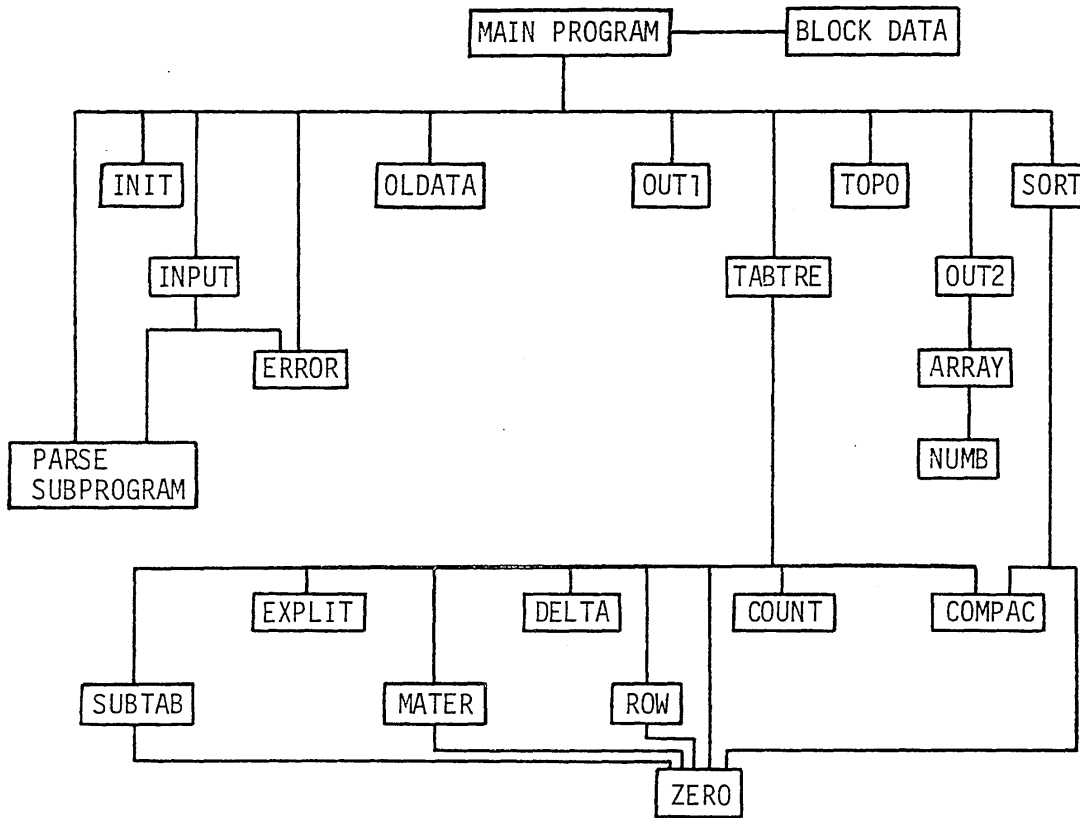 MAIN PROGRAM
BLOCK DATA
INIT
OLDATA
OUT1
TOPO
SORT
INPUT
TABTRE
OUT2
ERROR
ARRAY
PARSE
SUBPROGRAM
NUMB
EXPLIT
DELTA
COUNT
COMPAC
SUBTAB
MATER
ROW
ZERO